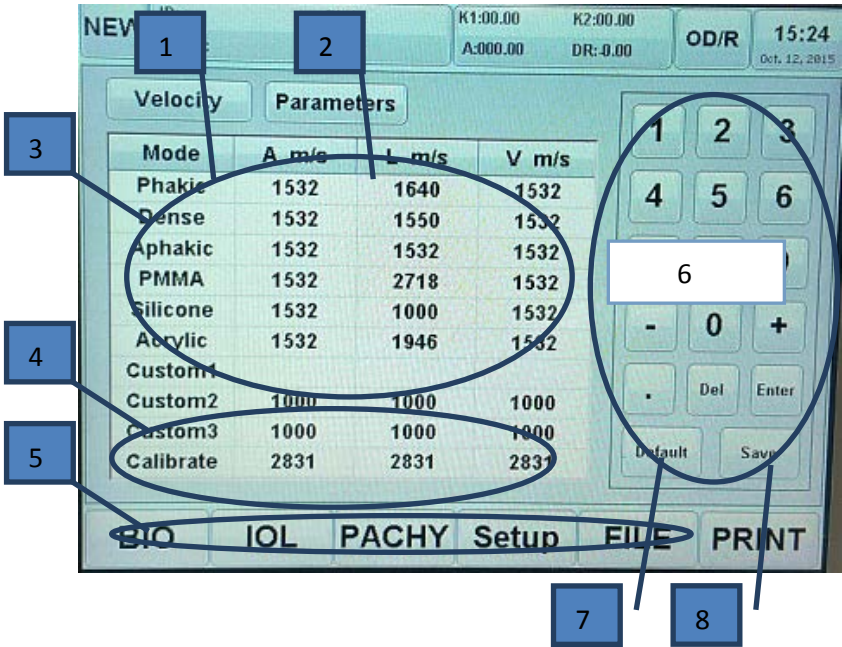 NEW K1:00.00 K2:00.00 OD/R 15:24
A:000.00 DR:-0.00 Oct. 12, 2015
1 2
Velocity Parameters
3
Mode A m/s L m/s V m/s
Phakic 1532 1640 1532
Dense 1532 1550 1532
Aphakic 1532 1532 1532
PMMA 1532 2718 1532
Silicone 1532 1000 1532
Acrylic 1532 1946 1532
Custom1
Custom2 1000 1000 1000
Custom3 1000 1000 1000
Calibrate 2831 2831 2831
4
5
1 2 3
4 5 6
6
- 0 +
. Del Enter
Default Save
BIO IOL PACHY Setup FILE PRINT
7 8